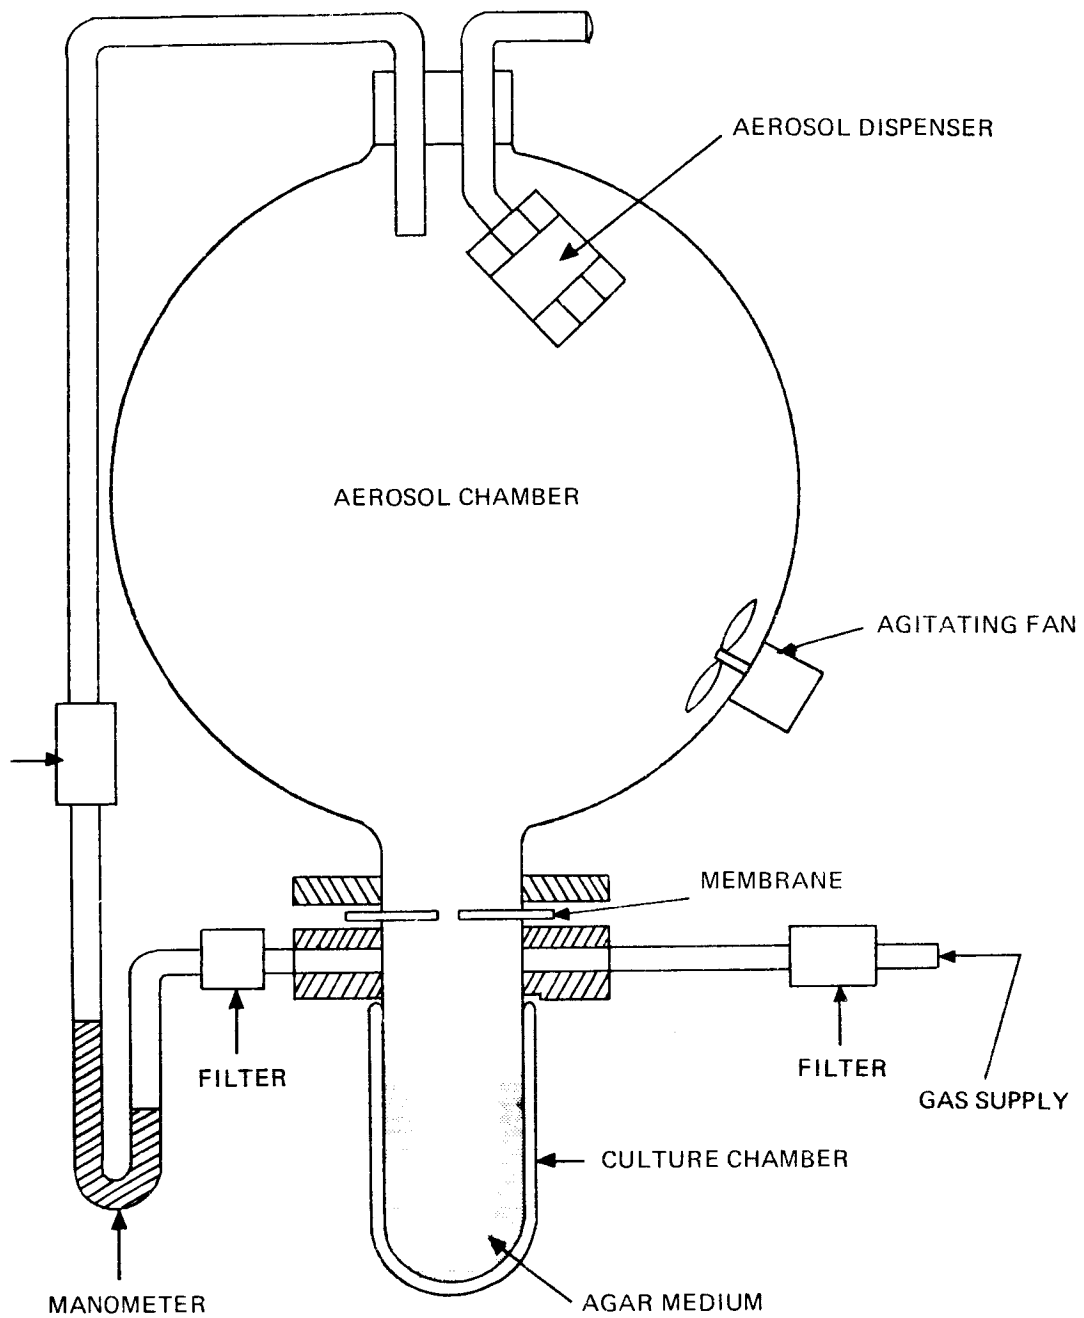 AEROSOL DISPENSER
AEROSOL CHAMBER
AGITATING FAN
MEMBRANE
FILTER
FILTER
GAS SUPPLY
CULTURE CHAMBER
MANOMETER
AGAR MEDIUM